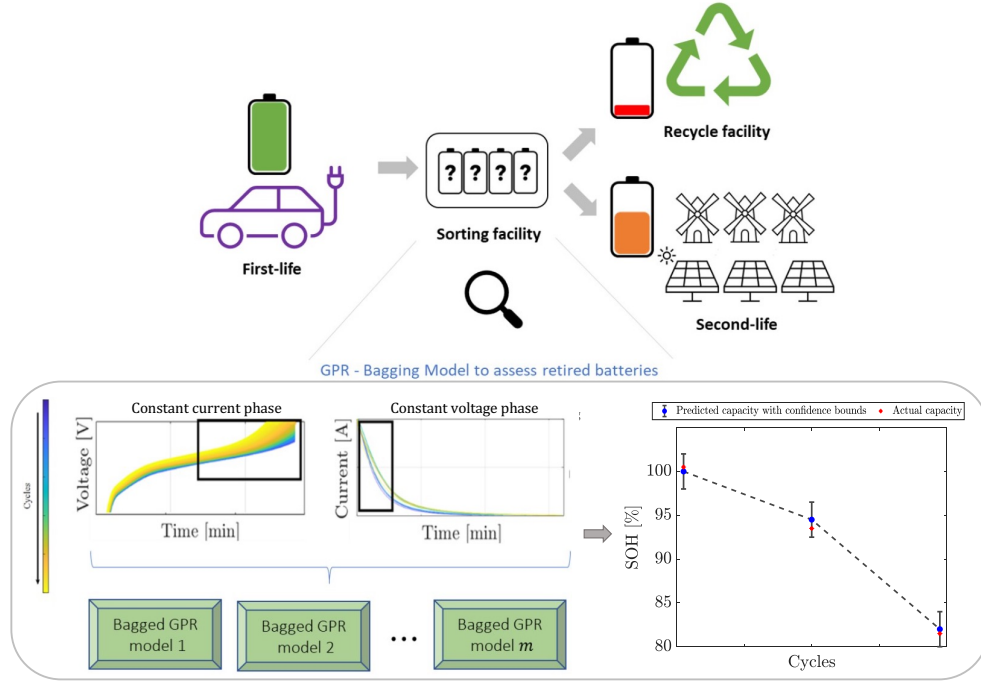 Recycle facility
? ? ? ?
Sorting facility
First-life
Second-life
GPR - Bagging Model to assess retired batteries
Cycles
Constant current phase
Voltage [V]
Time [min]
Constant voltage phase
Current [A]
Time [min]
Bagged GPR
model 1
Bagged GPR
model 2
...
Bagged GPR
model m
Predicted capacity with confidence bounds
Actual capacity
SOH [%]
100
95
90
85
80
Cycles